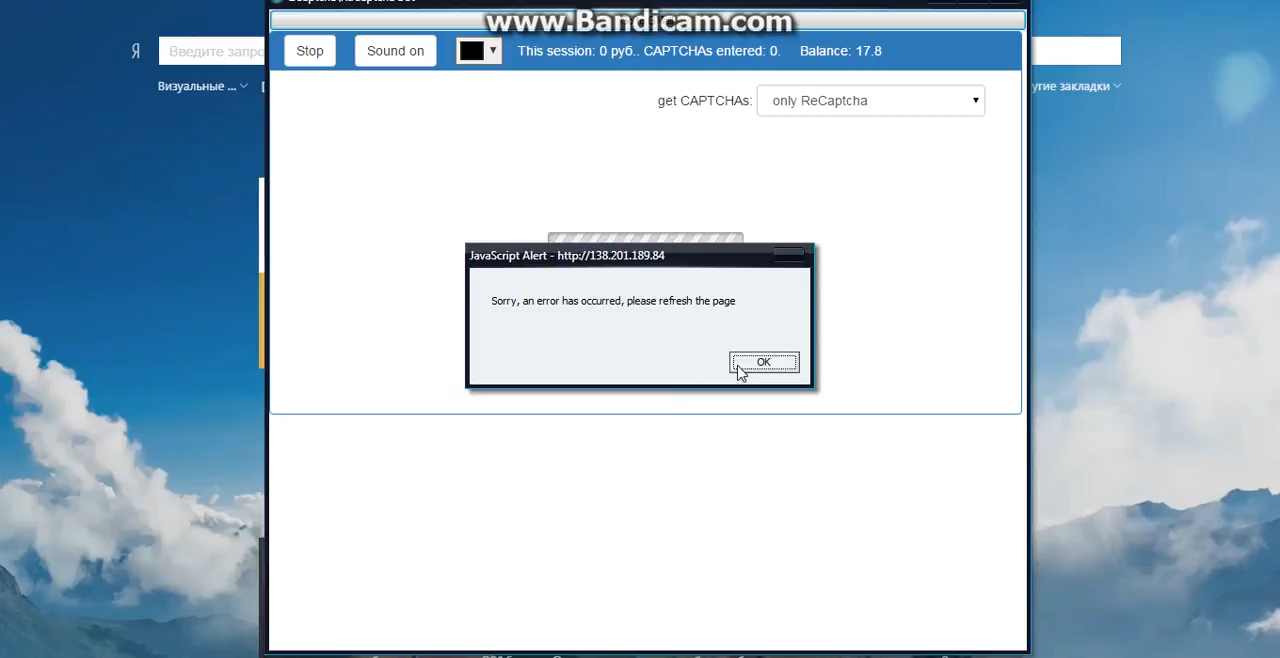 www.Bandicam.com
Я
Введите запро
Stop
Sound on
This session: 0 руб.. CAPTCHAs entered: 0.
Balance: 17.8
Визуальные ...
get CAPTCHAs:
only ReCaptcha
JavaScript Alert - http://138.201.189.84
Sorry, an error has occurred, please refresh the page
OK